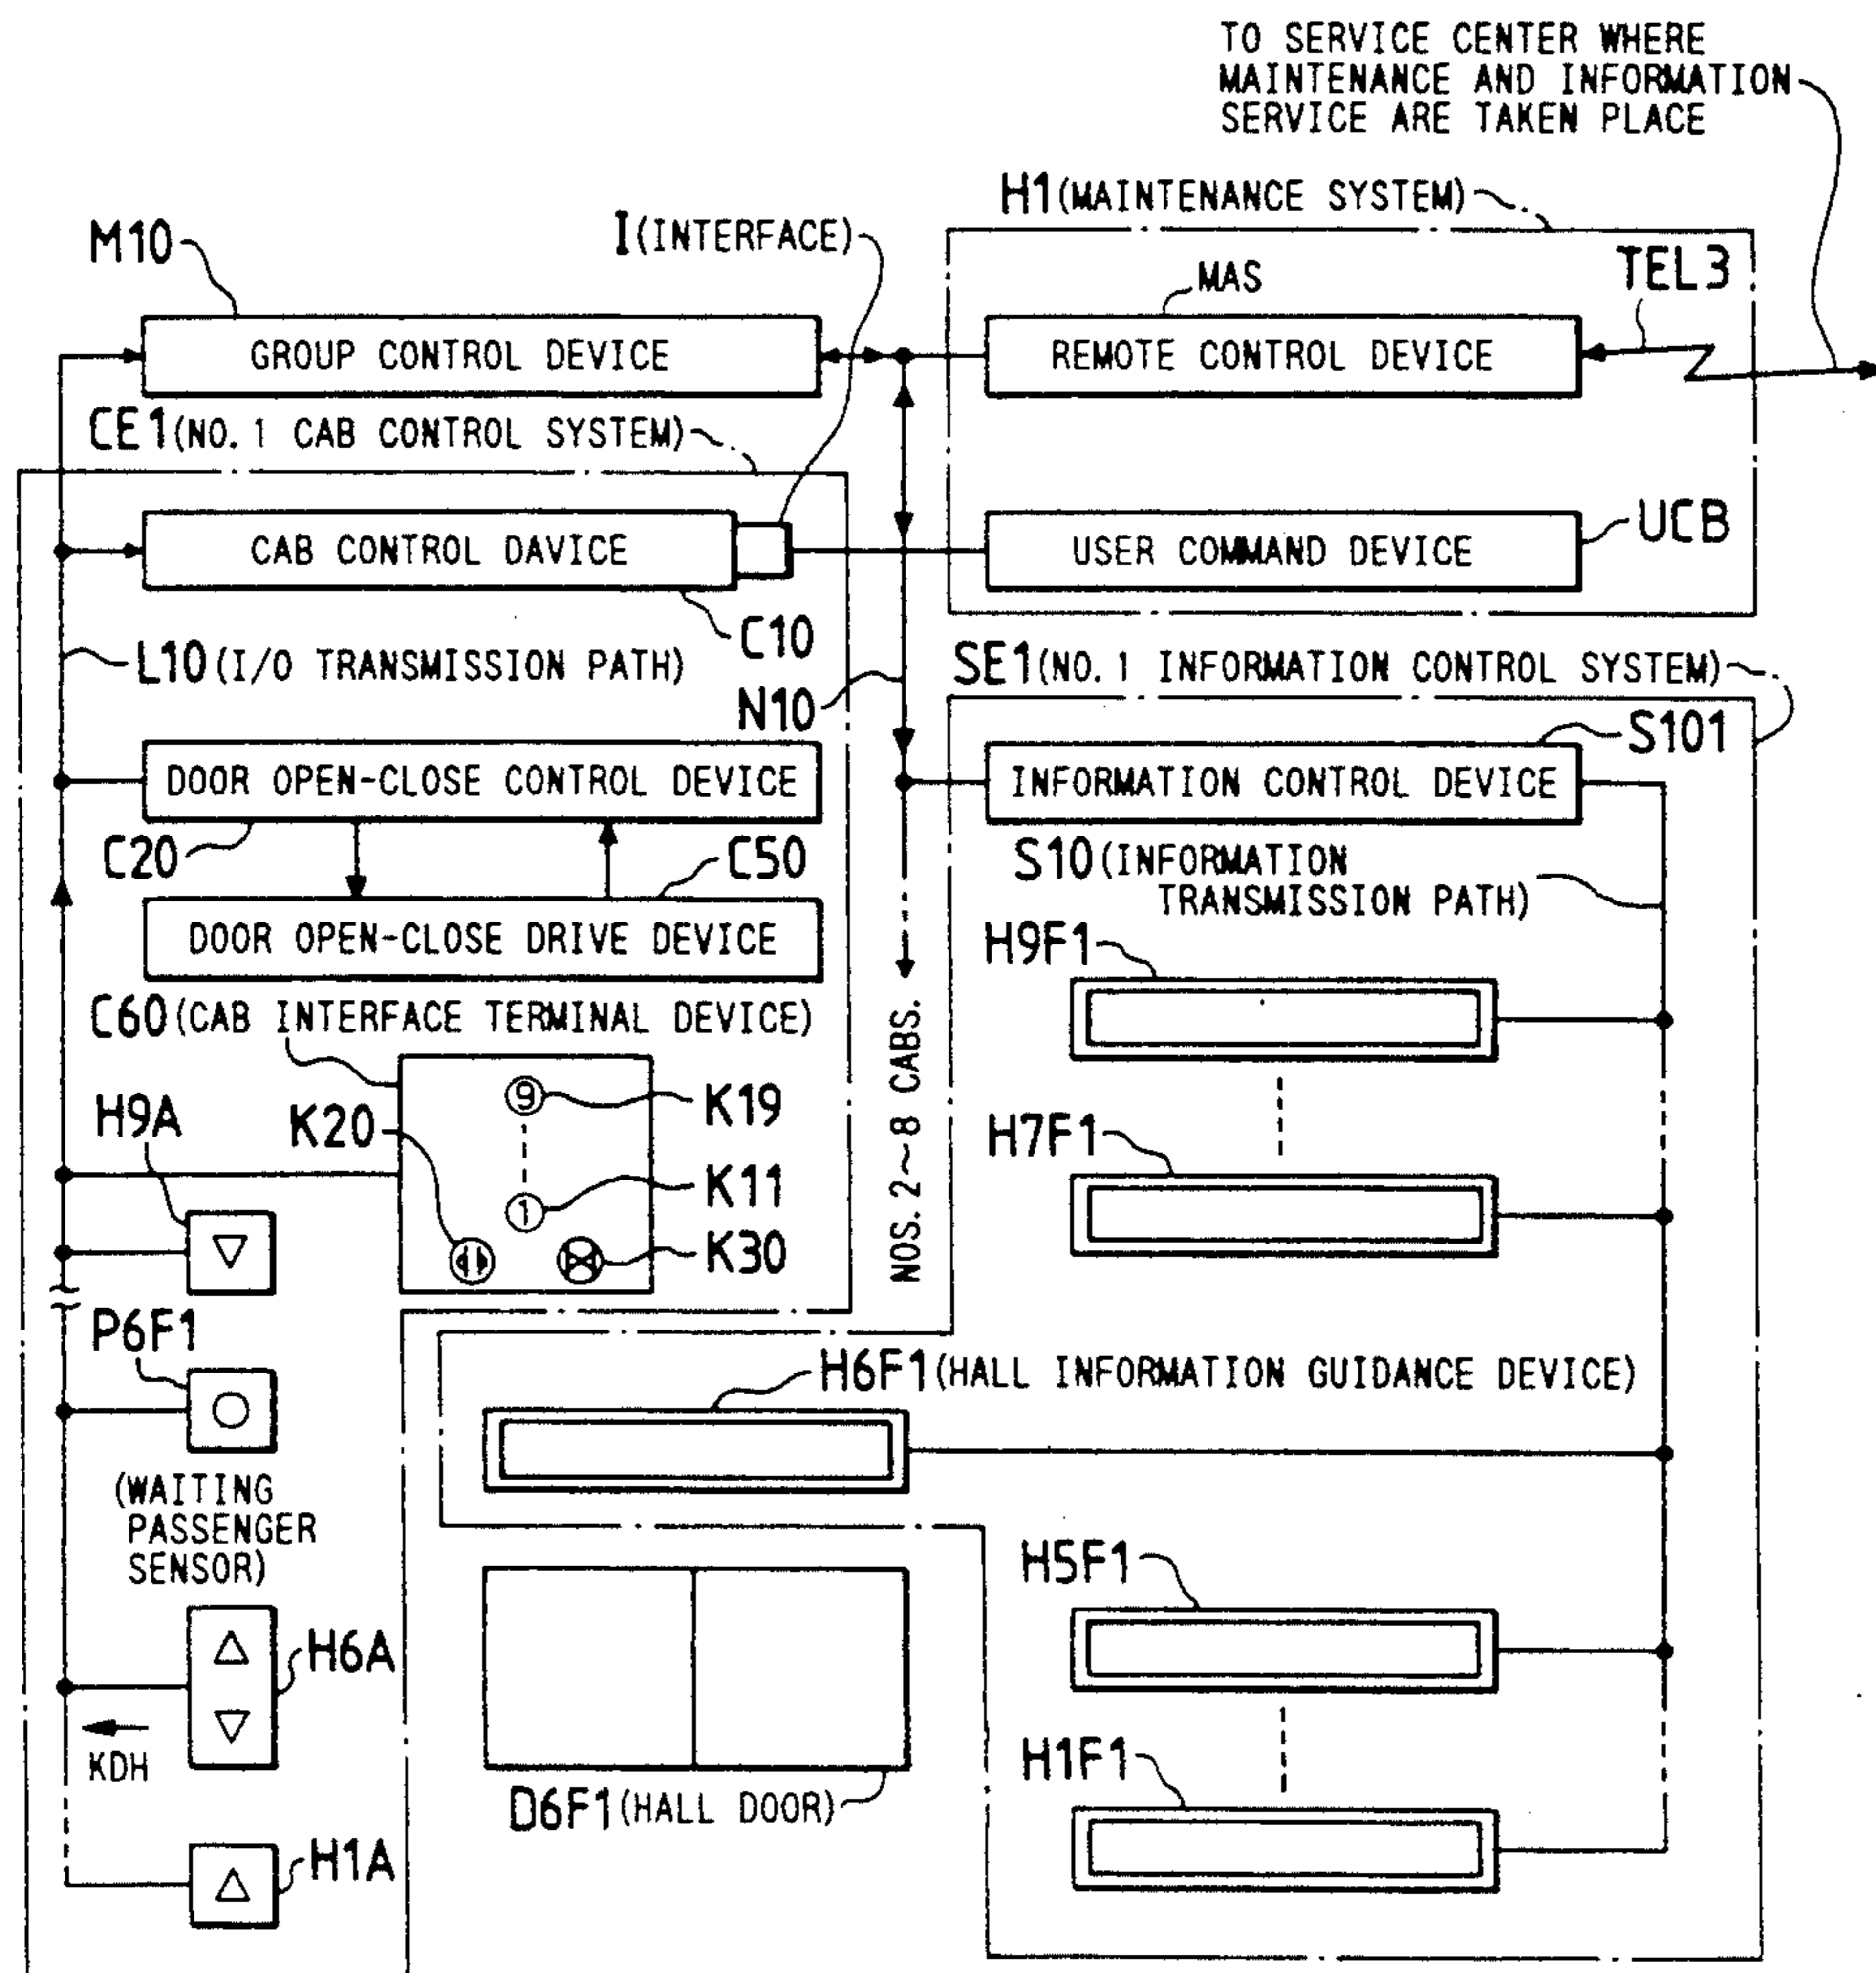 TO SERVICE CENTER WHERE
MAINTENANCE AND INFORMATION
SERVICE ARE TAKEN PLACE
H1 (MAINTENANCE SYSTEM)
I (INTERFACE)
M10
MAS
TEL3
GROUP CONTROL DEVICE
REMOTE CONTROL DEVICE
CE1 (NO. 1 CAB CONTROL SYSTEM)
CAB CONTROL DAVICE
USER COMMAND DEVICE
UCB
C10
L10 (I/O TRANSMISSION PATH)
SE1 (NO. 1 INFORMATION CONTROL SYSTEM)
N10
S101
DOOR OPEN-CLOSE CONTROL DEVICE
INFORMATION CONTROL DEVICE
C20
C50
S10 (INFORMATION
TRANSMISSION PATH)
DOOR OPEN-CLOSE DRIVE DEVICE
H9F1
C60 (CAB INTERFACE TERMINAL DEVICE)
NOS. 2~8 CABS.
H9A
K20
9
K19
H7F1
1
K11
K30
P6F1
H6F1 (HALL INFORMATION GUIDANCE DEVICE)
(WAITING
PASSENGER
SENSOR)
H5F1
H6A
KDH
H1F1
D6F1 (HALL DOOR)
H1A